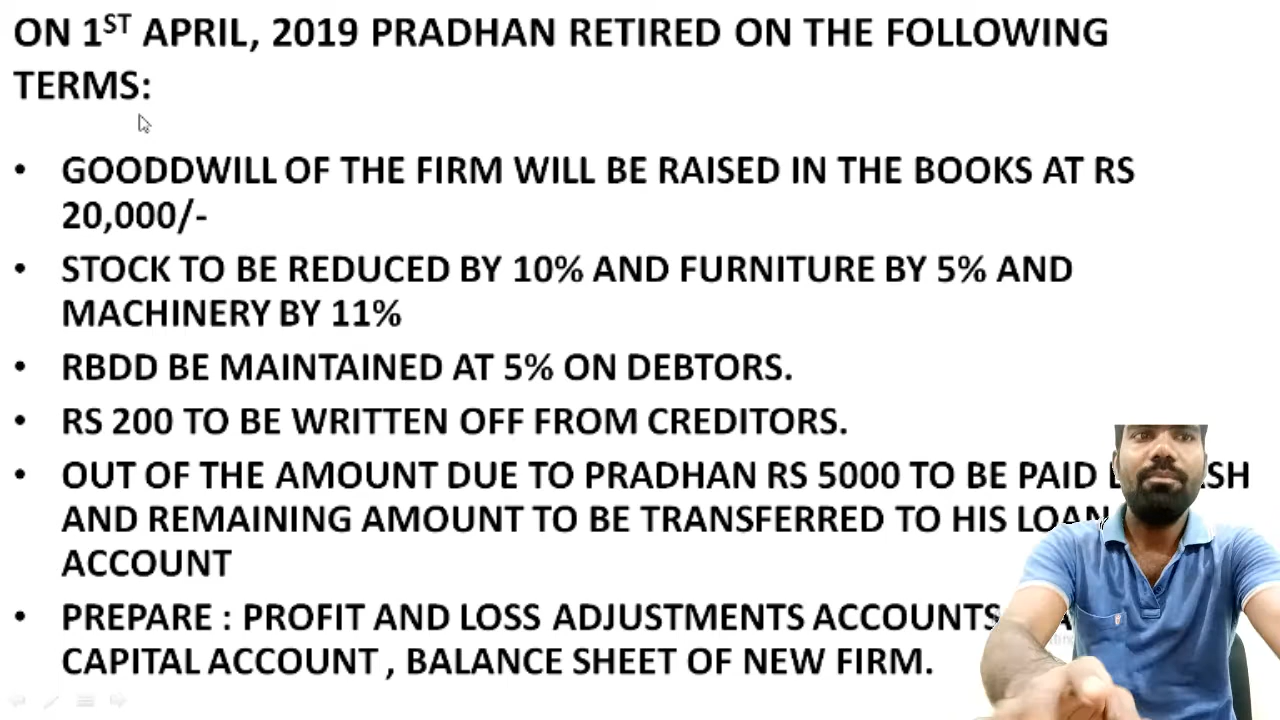 ON 1ST APRIL, 2019 PRADHAN RETIRED ON THE FOLLOWING
TERMS:
• GOODDWILL OF THE FIRM WILL BE RAISED IN THE BOOKS AT RS
20,000/-
• STOCK TO BE REDUCED BY 10% AND FURNITURE BY 5% AND
MACHINERY BY 11%
• RBDD BE MAINTAINED AT 5% ON DEBTORS.
• RS 200 TO BE WRITTEN OFF FROM CREDITORS.
• OUT OF THE AMOUNT DUE TO PRADHAN RS 5000 TO BE PAID
AND REMAINING AMOUNT TO BE TRANSFERRED TO HIS LOAN
ACCOUNT
• PREPARE : PROFIT AND LOSS ADJUSTMENTS ACCOUNTS
CAPITAL ACCOUNT , BALANCE SHEET OF NEW FIRM.